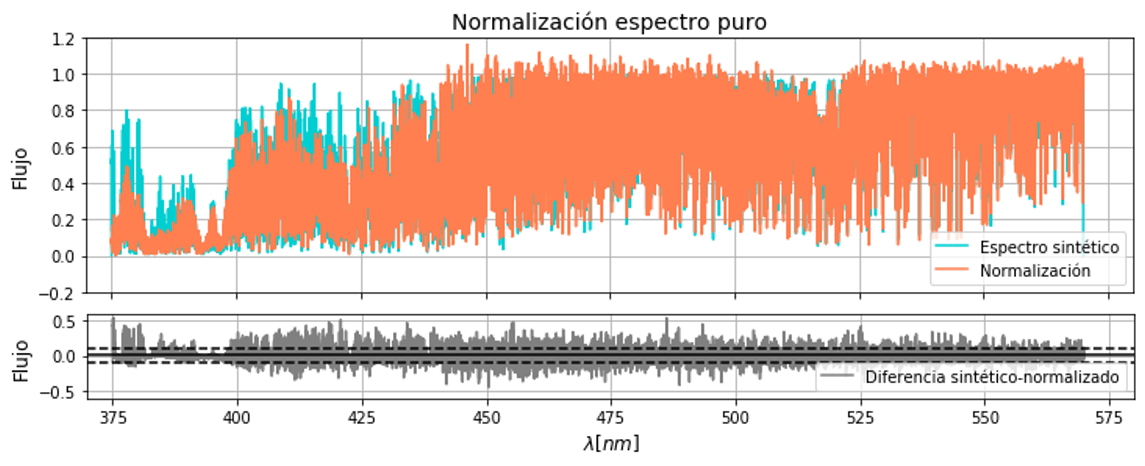 Normalización espectro puro
Flujo
1.2
1.0
0.8
0.6
0.4
0.2
0.0
−0.2
Espectro sintético
Normalización
Flujo
0.5
0.0
−0.5
Diferencia sintético-normalizado
375 400 425 450 475 500 525 550 575
λ[nm]